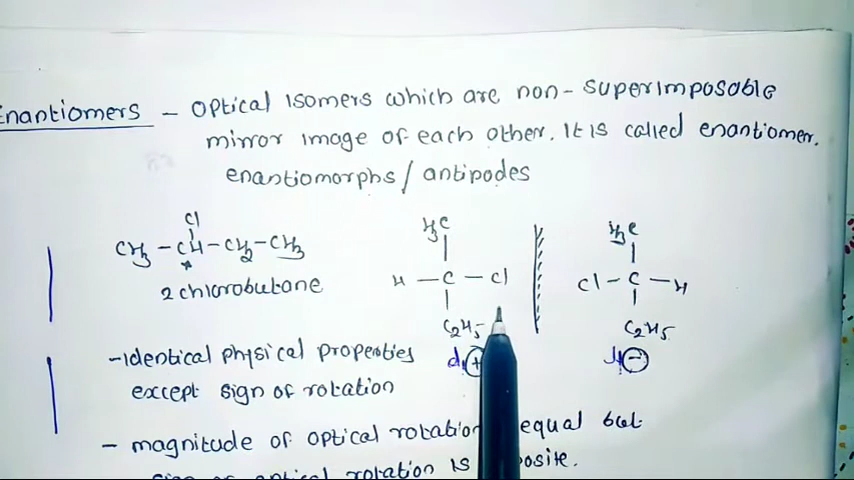 Enantiomers - optical isomers which are non-superimposable
mirror image of each other. It is called enantiomer.
enantiomorphs/antipodes
Cl
CH3 - CH - CH2 - CH3
*
2 chlorobutane
H3C
H - C - Cl
C2H5
d, +
H3C
Cl - C - H
C2H5
l, -
- Identical physical properties
except sign of rotation
- magnitude of optical rotation equal but
sign of optical rotation is